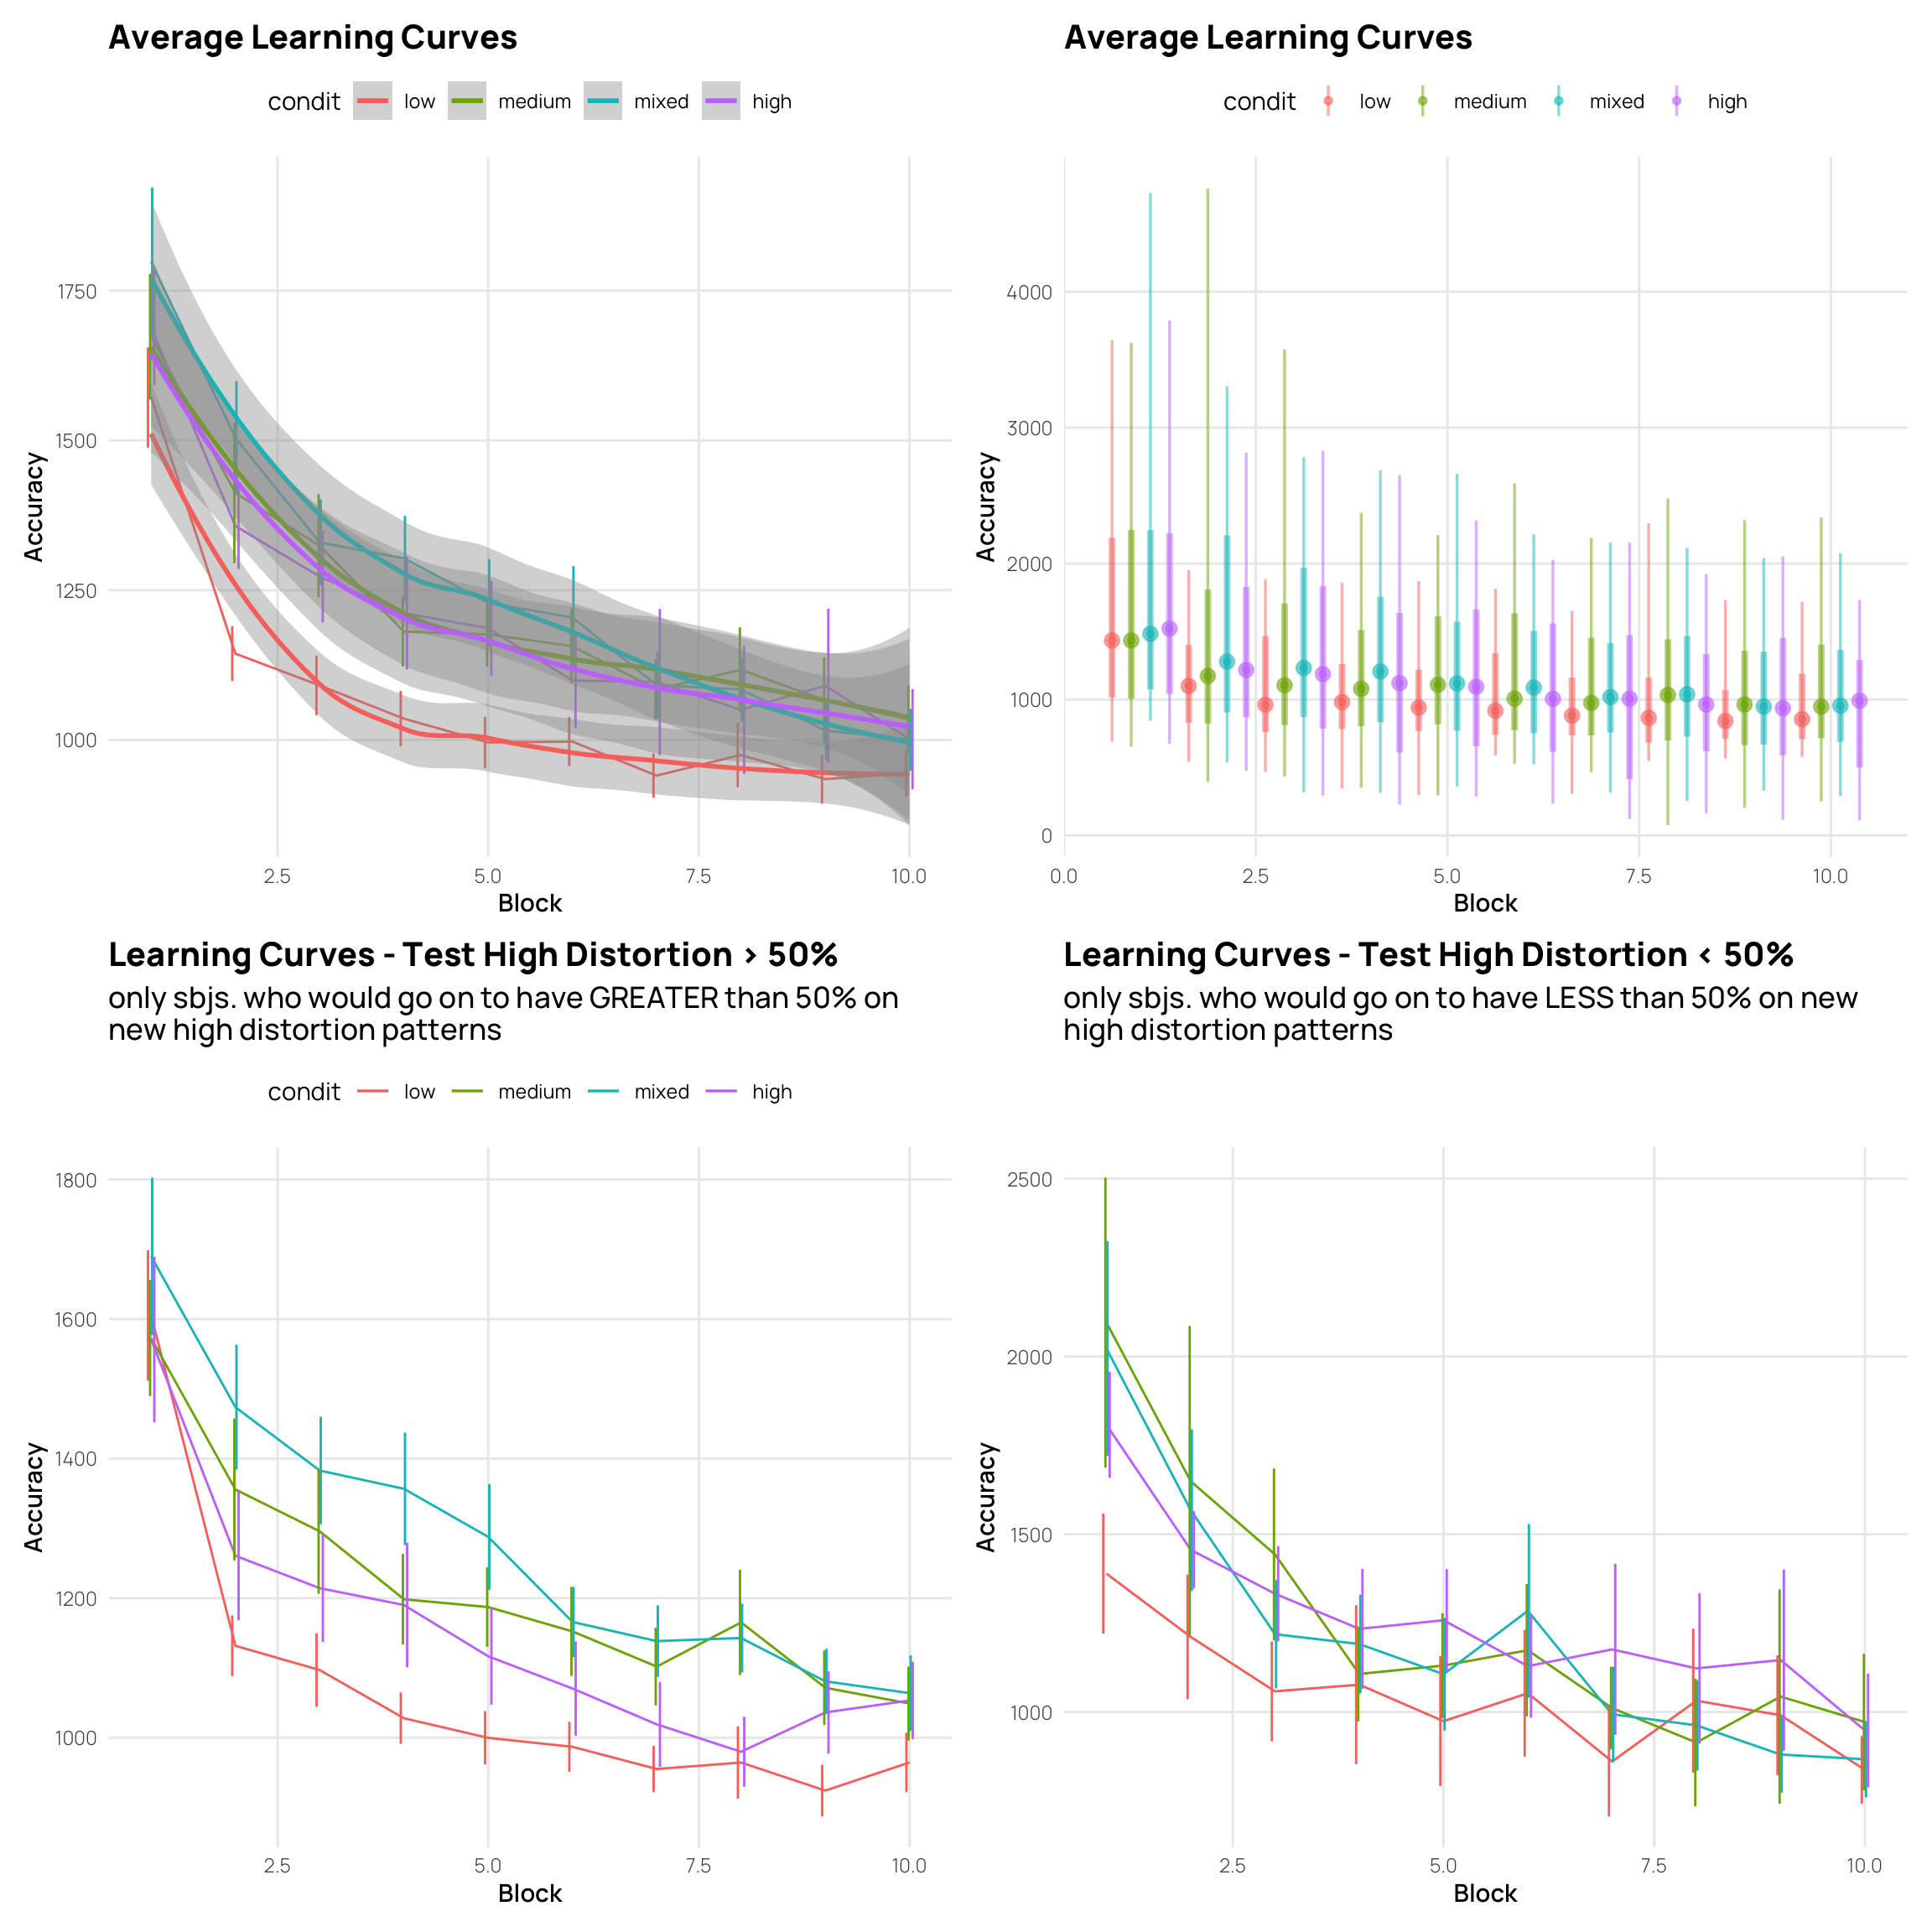 Average Learning Curves
condit low medium mixed high
Accuracy
1750
1500
1250
1000
2.5 5.0 7.5 10.0
Block
Average Learning Curves
condit low medium mixed high
Accuracy
4000
3000
2000
1000
0
0.0 2.5 5.0 7.5 10.0
Block
Learning Curves - Test High Distortion > 50%
only sbjs. who would go on to have GREATER than 50% on
new high distortion patterns
condit low medium mixed high
Accuracy
1800
1600
1400
1200
1000
2.5 5.0 7.5 10.0
Block
Learning Curves - Test High Distortion < 50%
only sbjs. who would go on to have LESS than 50% on new
high distortion patterns
Accuracy
2500
2000
1500
1000
2.5 5.0 7.5 10.0
Block